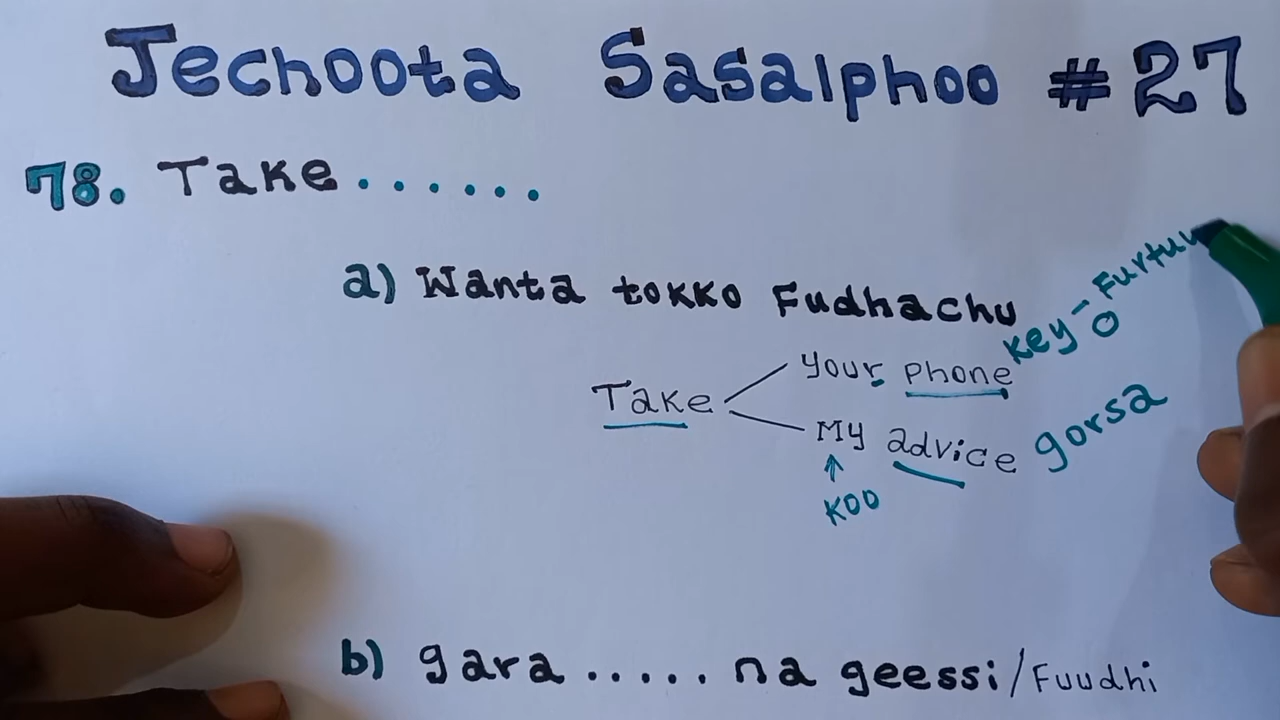 Jechoota Sasalphoo #27
78. Take.......
a) Wanta tokko Fudhachu
Key - Furtuu
Take
your phone
My advice gorsa
KOO
b) gara ..... na geessi/Fuudhi